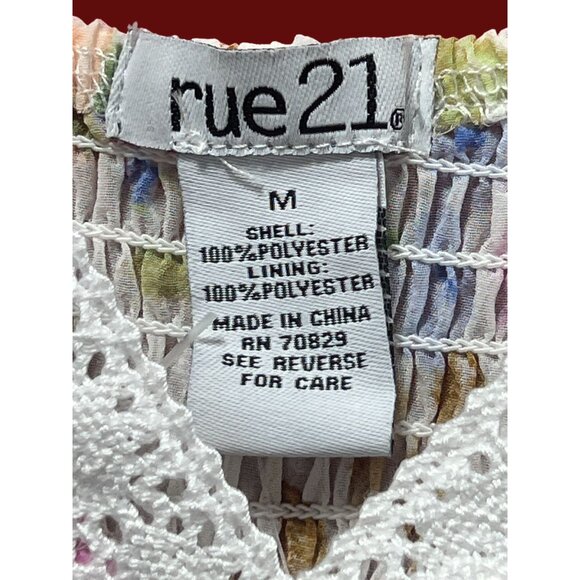 rue21®
M
SHELL:
100%POLYESTER
LINING:
100%POLYESTER
MADE IN CHINA
RN 70829
SEE REVERSE
FOR CARE